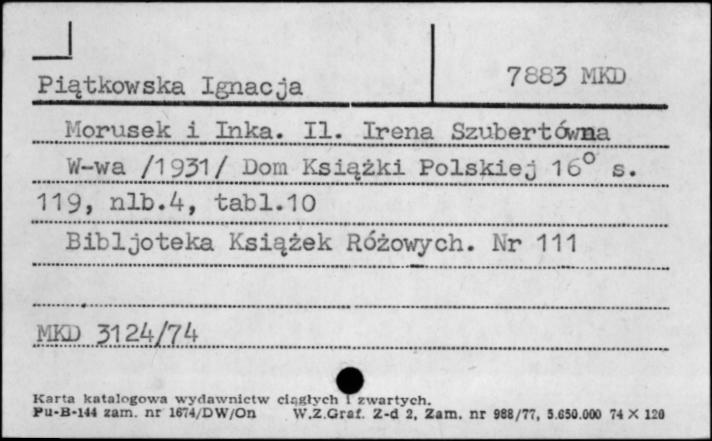 7883 MKD
Piątkowska Ignacja
Morusek i Inka. Il. Irena Szubertówna
W-wa /1931/ Dom Książki Polskiej 16° s.
119, nlb.4, tabl.10
Bibljoteka Książek Różowych. Nr 111
MKD 3124/74
Karta katalogowa wydawnictw ciągłych i zwartych.
Pu-B-144 zam. nr 1674/DW/On W.Z.Graf. Z-d 2, Zam. nr 988/77, 5.650.000 74 × 120